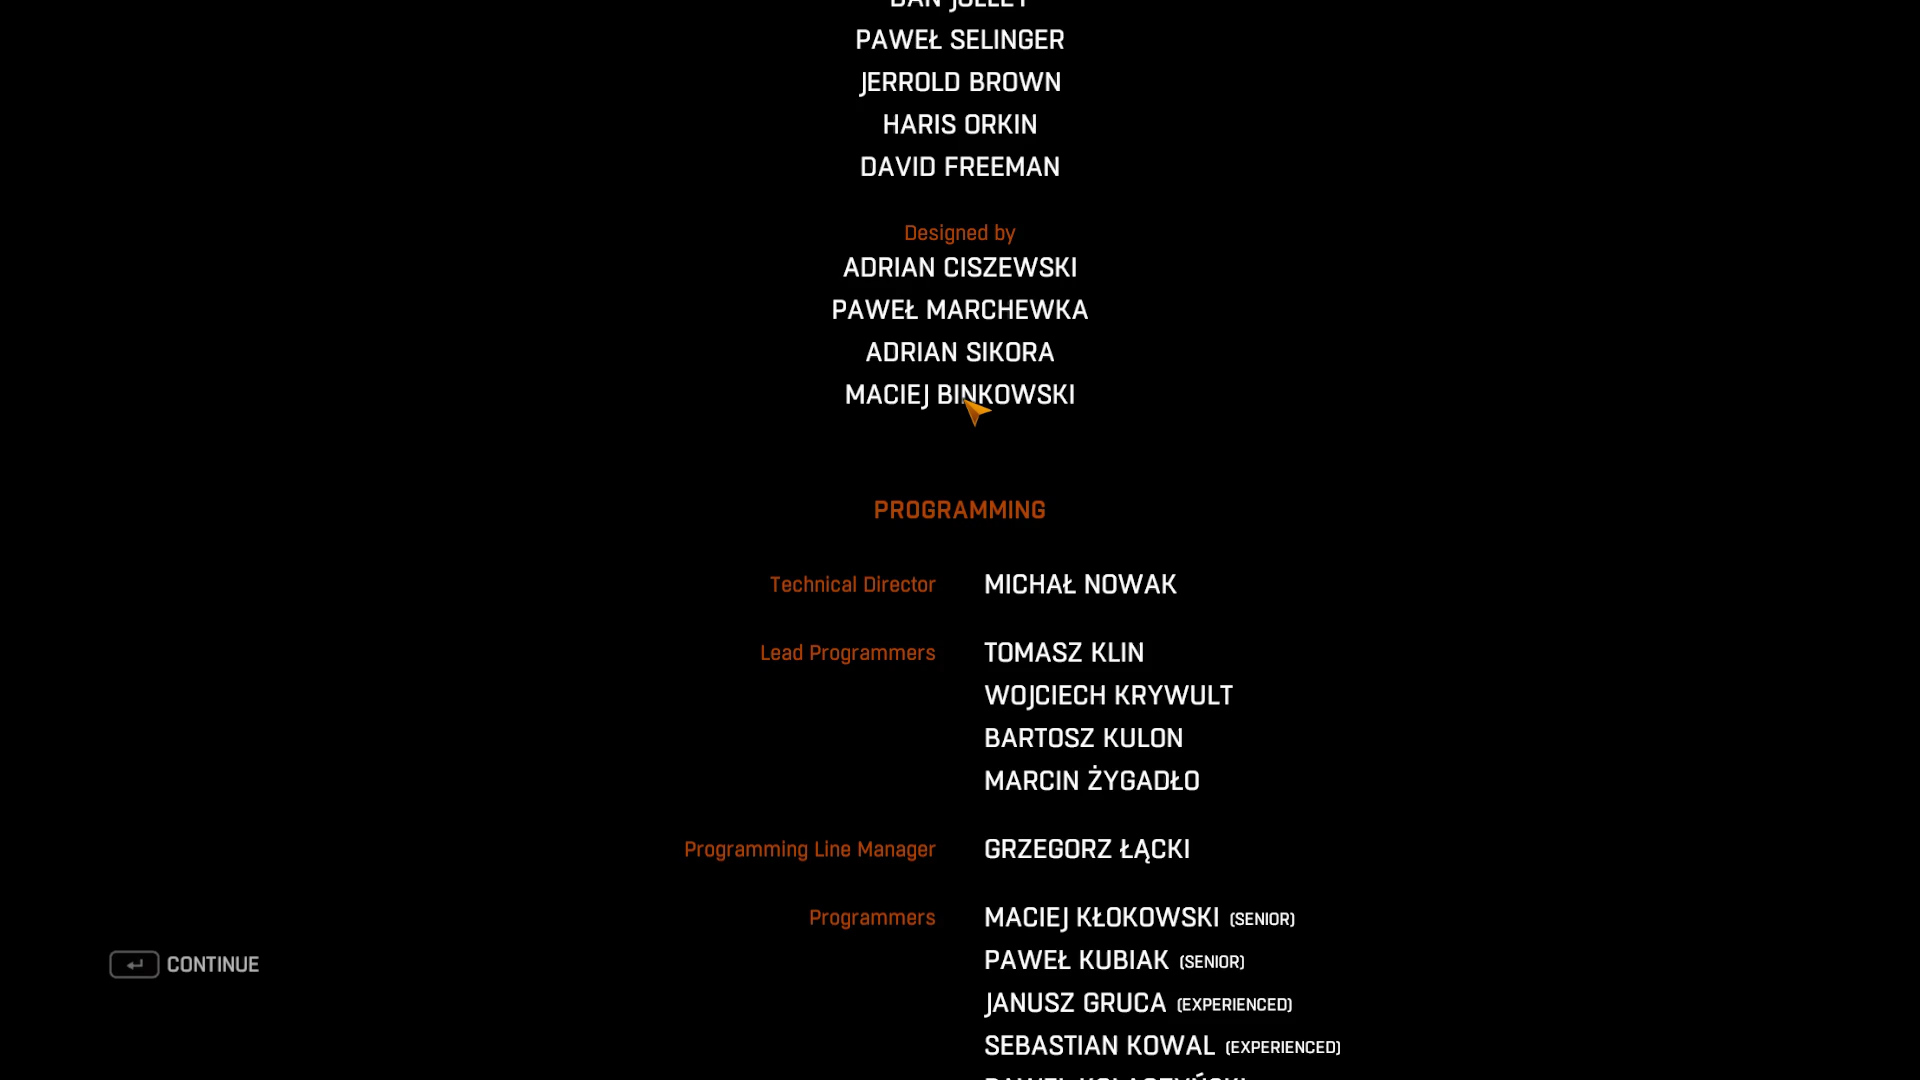 DAN JOLLEY
PAWEŁ SELINGER
JERROLD BROWN
HARIS ORKIN
DAVID FREEMAN
Designed by
ADRIAN CISZEWSKI
PAWEŁ MARCHEWKA
ADRIAN SIKORA
MACIEJ BINKOWSKI
PROGRAMMING
Technical Director MICHAŁ NOWAK
Lead Programmers TOMASZ KLIN
WOJCIECH KRYWULT
BARTOSZ KULON
MARCIN ŻYGADŁO
Programming Line Manager GRZEGORZ ŁĄCKI
Programmers MACIEJ KŁOKOWSKI (SENIOR)
PAWEŁ KUBIAK (SENIOR)
JANUSZ GRUCA (EXPERIENCED)
CONTINUE
SEBASTIAN KOWAL (EXPERIENCED)